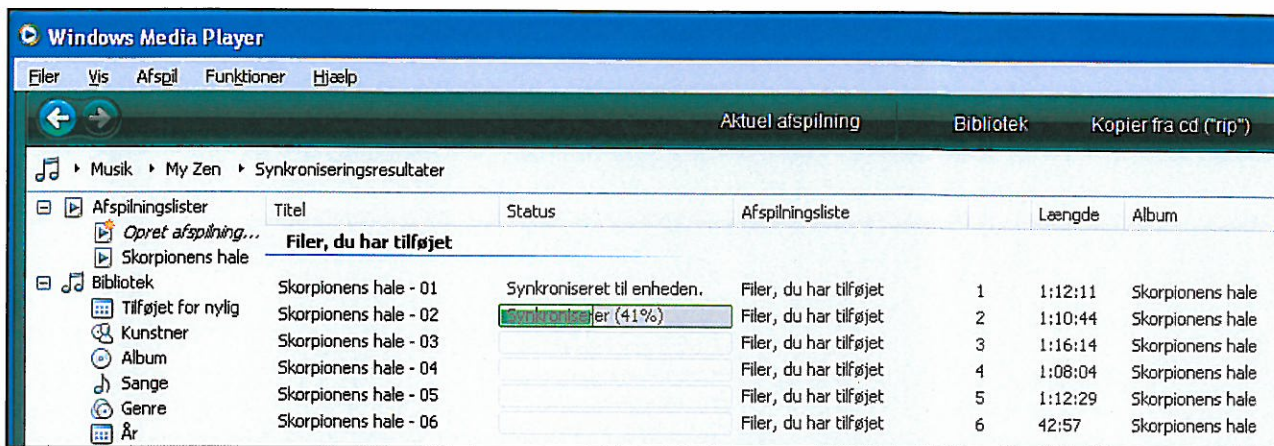 Windows Media Player
Filer Vis Afspil Funktioner Hjælp
Aktuel afspilning Bibliotek Kopier fra cd ("rip")
Musik My Zen Synkroniseringsresultater
Afspilningslister Titel Status Afspilningsliste Længde Album
Opret afspilning...
Filer, du har tilføjet
Skorpionens hale
Bibliotek
Skorpionens hale - 01 Synkroniseret til enheden. Filer, du har tilføjet 1 1:12:11 Skorpionens hale
Tilføjet for nylig
Skorpionens hale - 02 Synkroniserer (41%) Filer, du har tilføjet 2 1:10:44 Skorpionens hale
Kunstner
Skorpionens hale - 03 Filer, du har tilføjet 3 1:16:14 Skorpionens hale
Album
Skorpionens hale - 04 Filer, du har tilføjet 4 1:08:04 Skorpionens hale
Sange
Skorpionens hale - 05 Filer, du har tilføjet 5 1:12:29 Skorpionens hale
Genre
Skorpionens hale - 06 Filer, du har tilføjet 6 42:57 Skorpionens hale
År